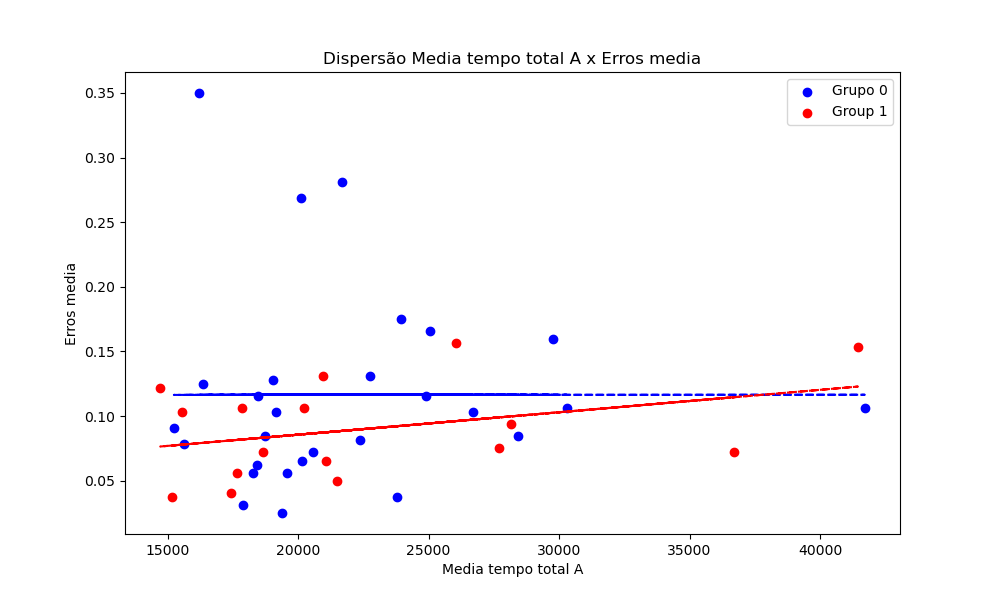 Dispersão Media tempo total A x Erros media
Grupo 0
Group 1
0.35
0.30
0.25
0.20
0.15
0.10
0.05
Erros media
15000 20000 25000 30000 35000 40000
Media tempo total A